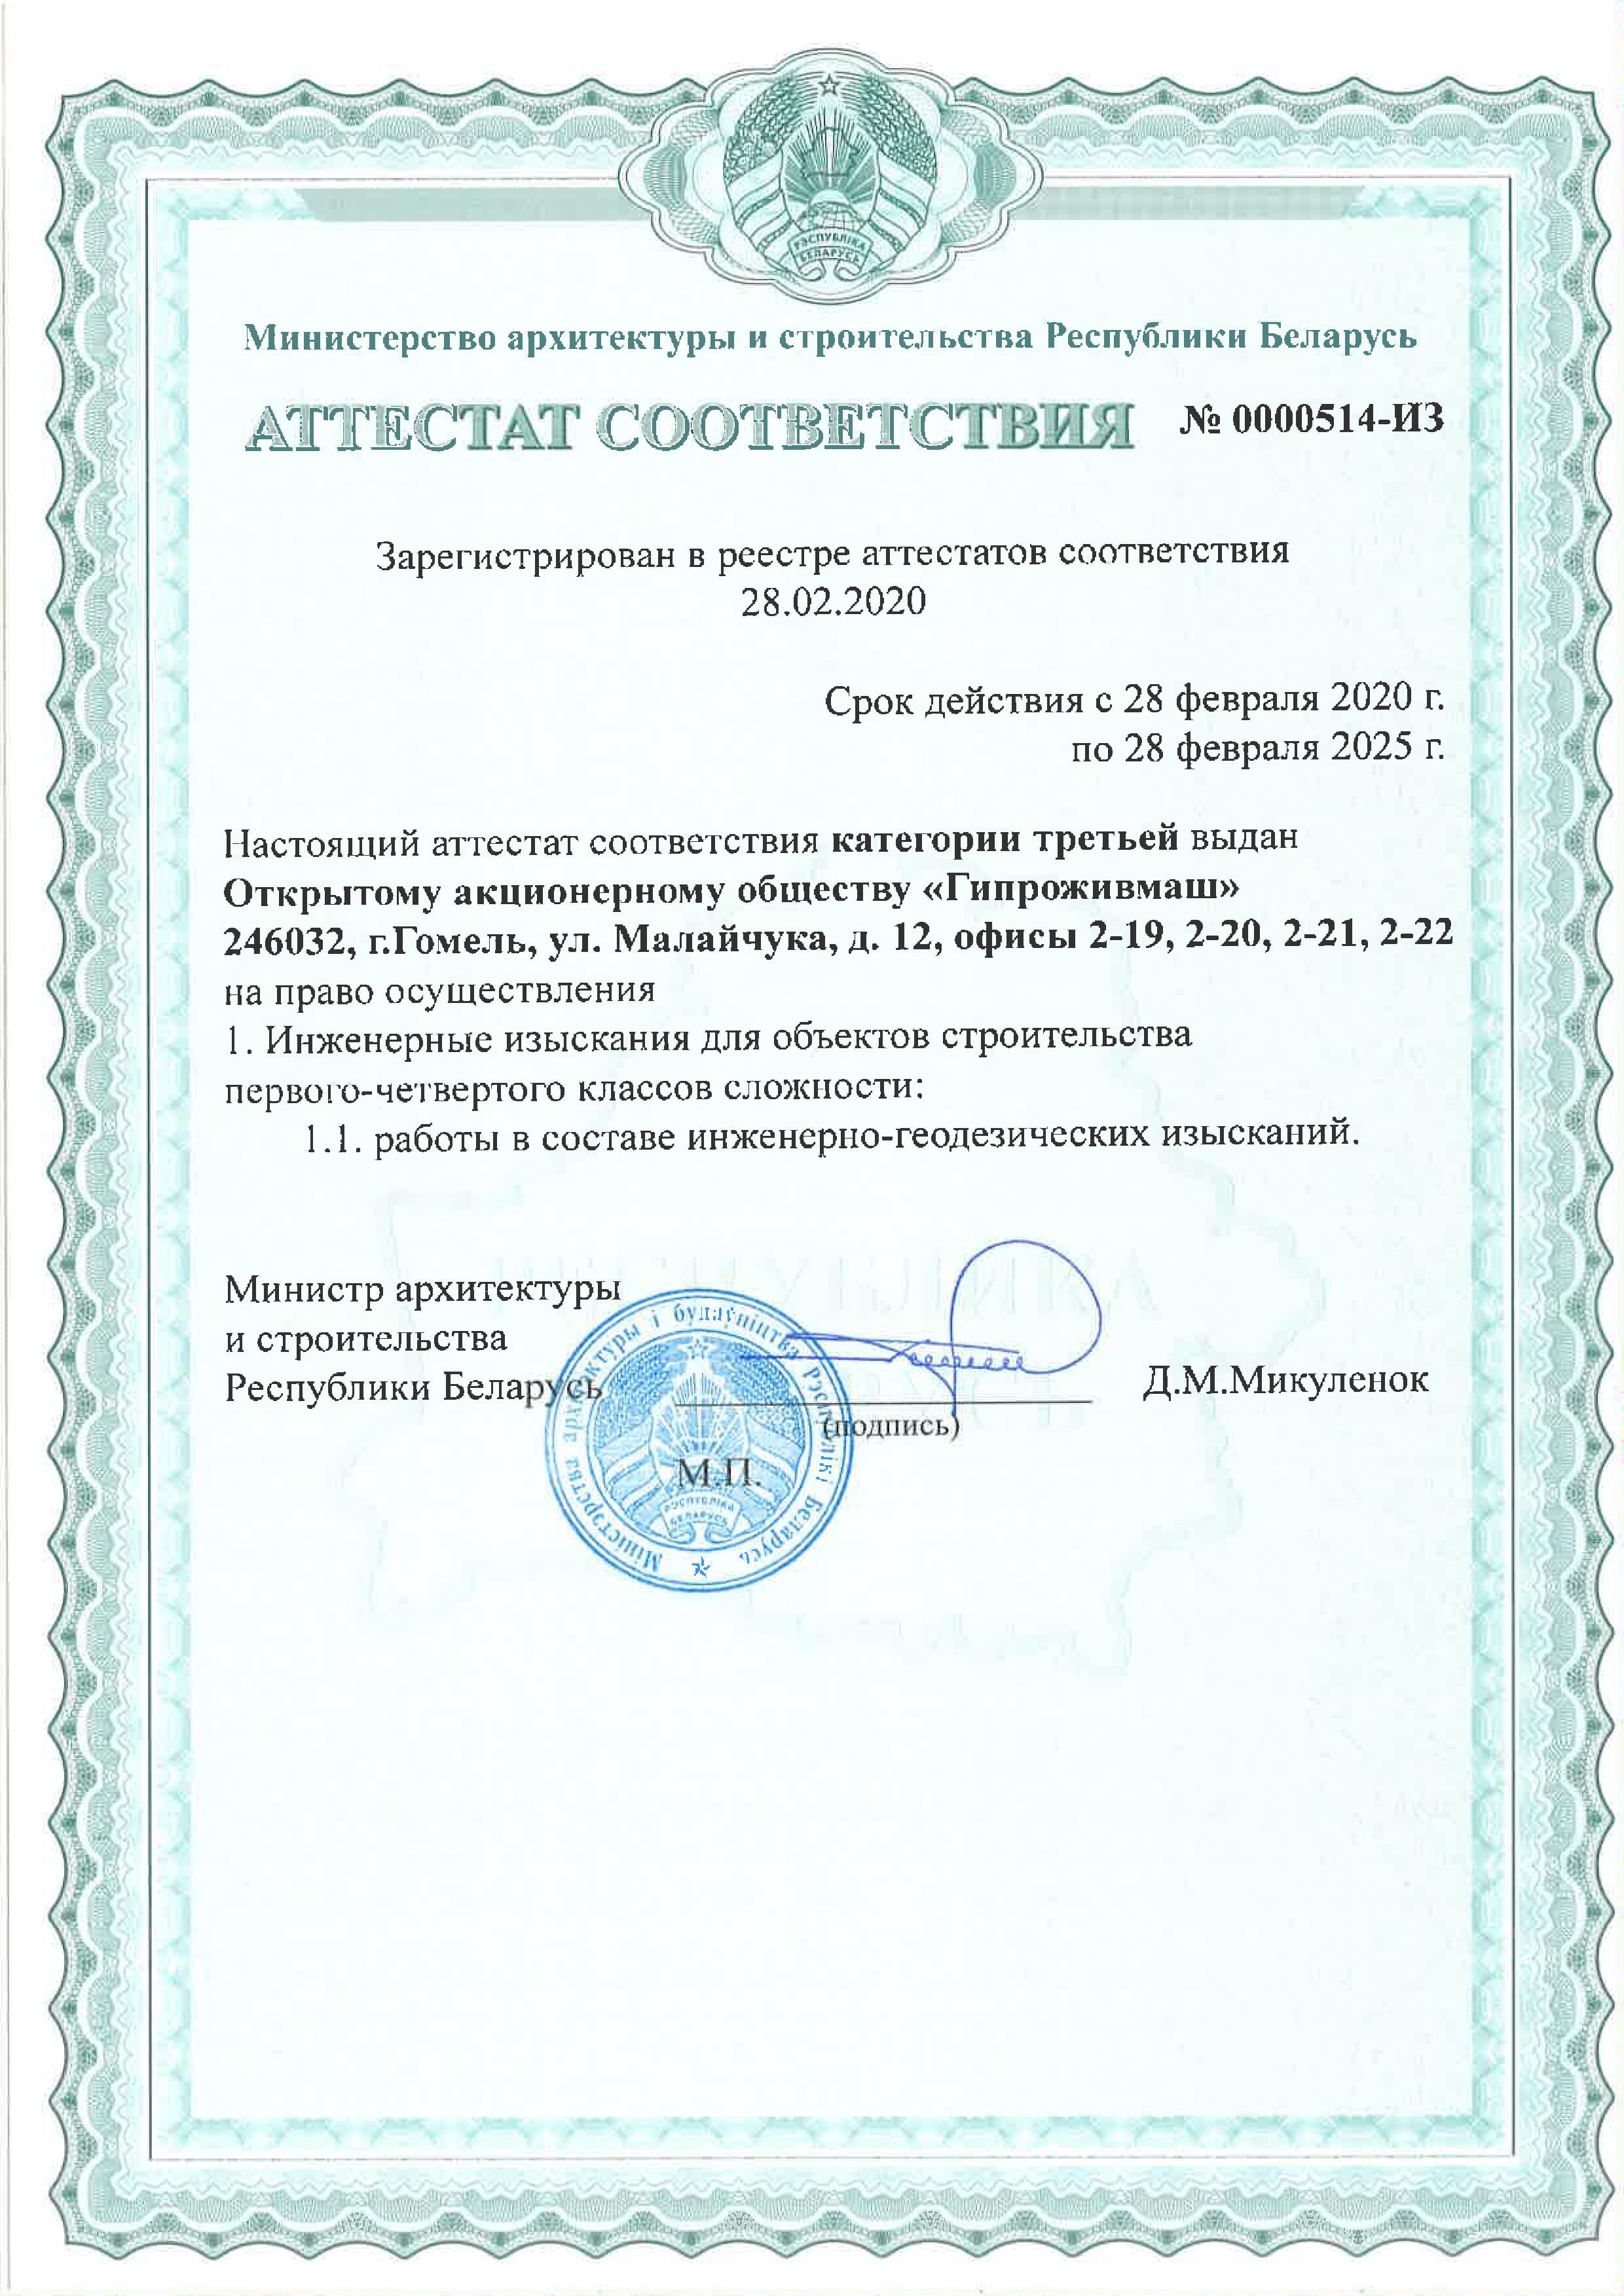 РЭСПУБЛІКА
БЕЛАРУСЬ
Министерство архитектуры и строительства Республики Беларусь
АТТЕСТАТ СООТВЕТСТВИЯ № 0000514-ИЗ
Зарегистрирован в реестре аттестатов соответствия
28.02.2020
Срок действия с 28 февраля 2020 г.
по 28 февраля 2025 г.
Настоящий аттестат соответствия категории третьей выдан
Открытому акционерному обществу «Гипроживмаш»
246032, г.Гомель, ул. Малайчука, д. 12, офисы 2-19, 2-20, 2-21, 2-22
на право осуществления
1. Инженерные изыскания для объектов строительства
первого-четвертого классов сложности:
1.1. работы в составе инженерно-геодезических изысканий.
Министр архитектуры
и строительства
Республики Беларусь
Д.М.Микуленок
(подпись)
М.П.
Міністэрства архітэктуры і будаўніцтва Рэспублікі Беларусь
РЭСПУБЛІКА
БЕЛАРУСЬ